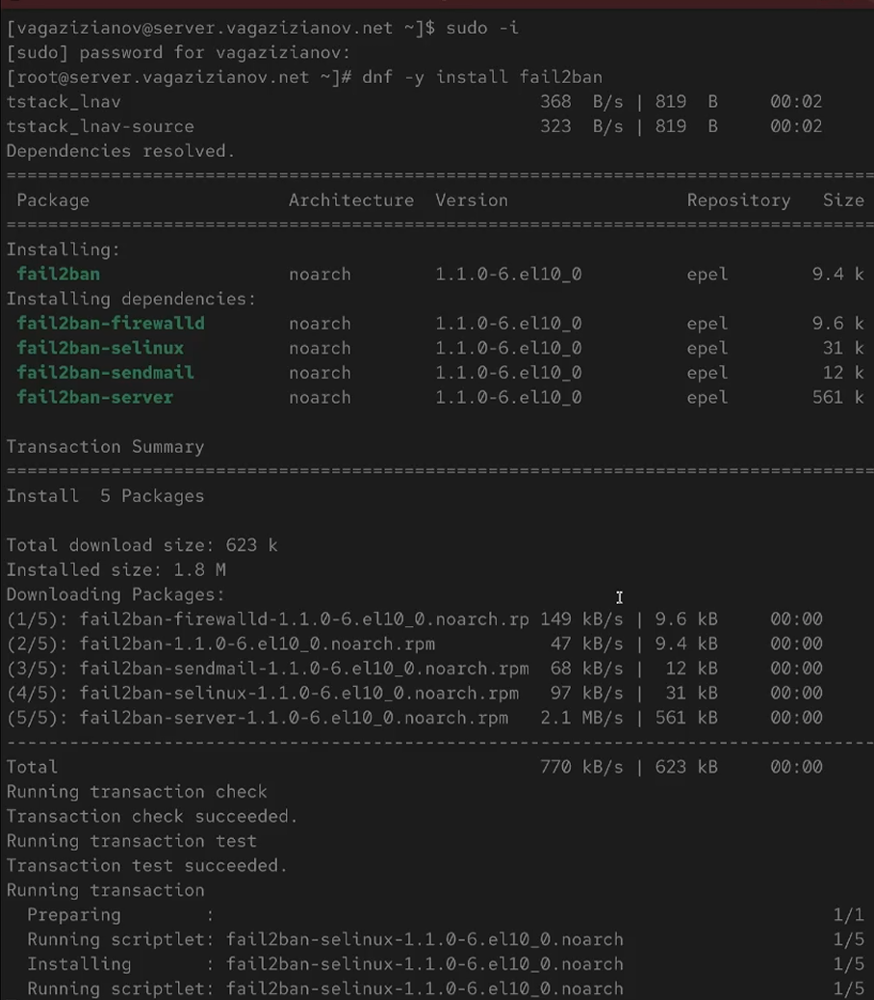 [vagazizianov@server.vagazizianov.net ~]$ sudo -i
[sudo] password for vagazizianov:
[root@server.vagazizianov.net ~]# dnf -y install fail2ban
tstack_lnav 368 B/s | 819 B 00:02
tstack_lnav-source 323 B/s | 819 B 00:02
Dependencies resolved.
================================================================================
Package Architecture Version Repository Size
================================================================================
Installing:
fail2ban noarch 1.1.0-6.el10_0 epel 9.4 k
Installing dependencies:
fail2ban-firewalld noarch 1.1.0-6.el10_0 epel 9.6 k
fail2ban-selinux noarch 1.1.0-6.el10_0 epel 31 k
fail2ban-sendmail noarch 1.1.0-6.el10_0 epel 12 k
fail2ban-server noarch 1.1.0-6.el10_0 epel 561 k
Transaction Summary
================================================================================
Install 5 Packages
Total download size: 623 k
Installed size: 1.8 M
Downloading Packages:
(1/5): fail2ban-firewalld-1.1.0-6.el10_0.noarch.rp 149 kB/s | 9.6 kB 00:00
(2/5): fail2ban-1.1.0-6.el10_0.noarch.rpm 47 kB/s | 9.4 kB 00:00
(3/5): fail2ban-sendmail-1.1.0-6.el10_0.noarch.rpm 68 kB/s | 12 kB 00:00
(4/5): fail2ban-selinux-1.1.0-6.el10_0.noarch.rpm 97 kB/s | 31 kB 00:00
(5/5): fail2ban-server-1.1.0-6.el10_0.noarch.rpm 2.1 MB/s | 561 kB 00:00
--------------------------------------------------------------------------------
Total 770 kB/s | 623 kB 00:00
Running transaction check
Transaction check succeeded.
Running transaction test
Transaction test succeeded.
Running transaction
Preparing : 1/1
Running scriptlet: fail2ban-selinux-1.1.0-6.el10_0.noarch 1/5
Installing : fail2ban-selinux-1.1.0-6.el10_0.noarch 1/5
Running scriptlet: fail2ban-selinux-1.1.0-6.el10_0.noarch 1/5